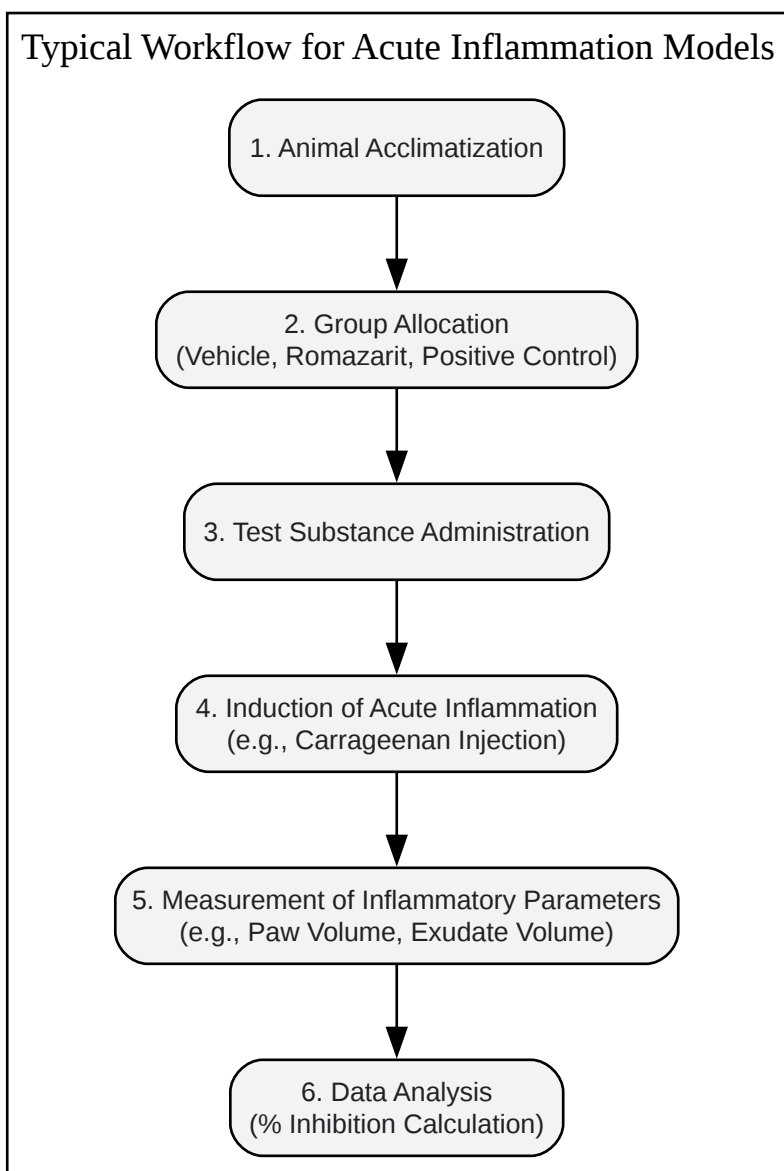 Typical Workflow for Acute Inflammation Models
1. Animal Acclimatization
2. Group Allocation
(Vehicle, Romazarit, Positive Control)
3. Test Substance Administration
4. Induction of Acute Inflammation
(e.g., Carrageenan Injection)
5. Measurement of Inflammatory Parameters
(e.g., Paw Volume, Exudate Volume)
6. Data Analysis
(% Inhibition Calculation)